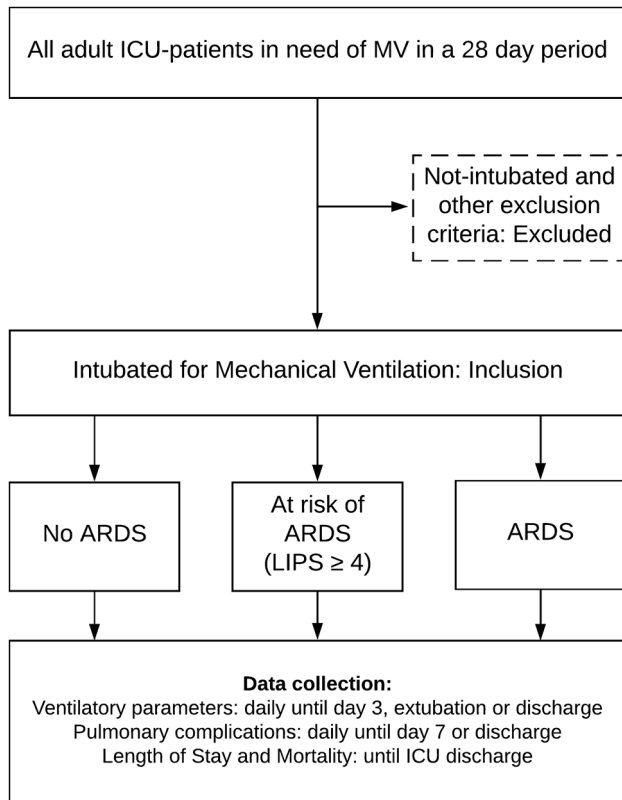 All adult ICU-patients in need of MV in a 28 day period
Not-intubated and
other exclusion
criteria: Excluded
Intubated for Mechanical Ventilation: Inclusion
No ARDS
At risk of
ARDS
(LIPS ≥ 4)
ARDS
Data collection:
Ventilatory parameters: daily until day 3, extubation or discharge
Pulmonary complications: daily until day 7 or discharge
Length of Stay and Mortality: until ICU discharge